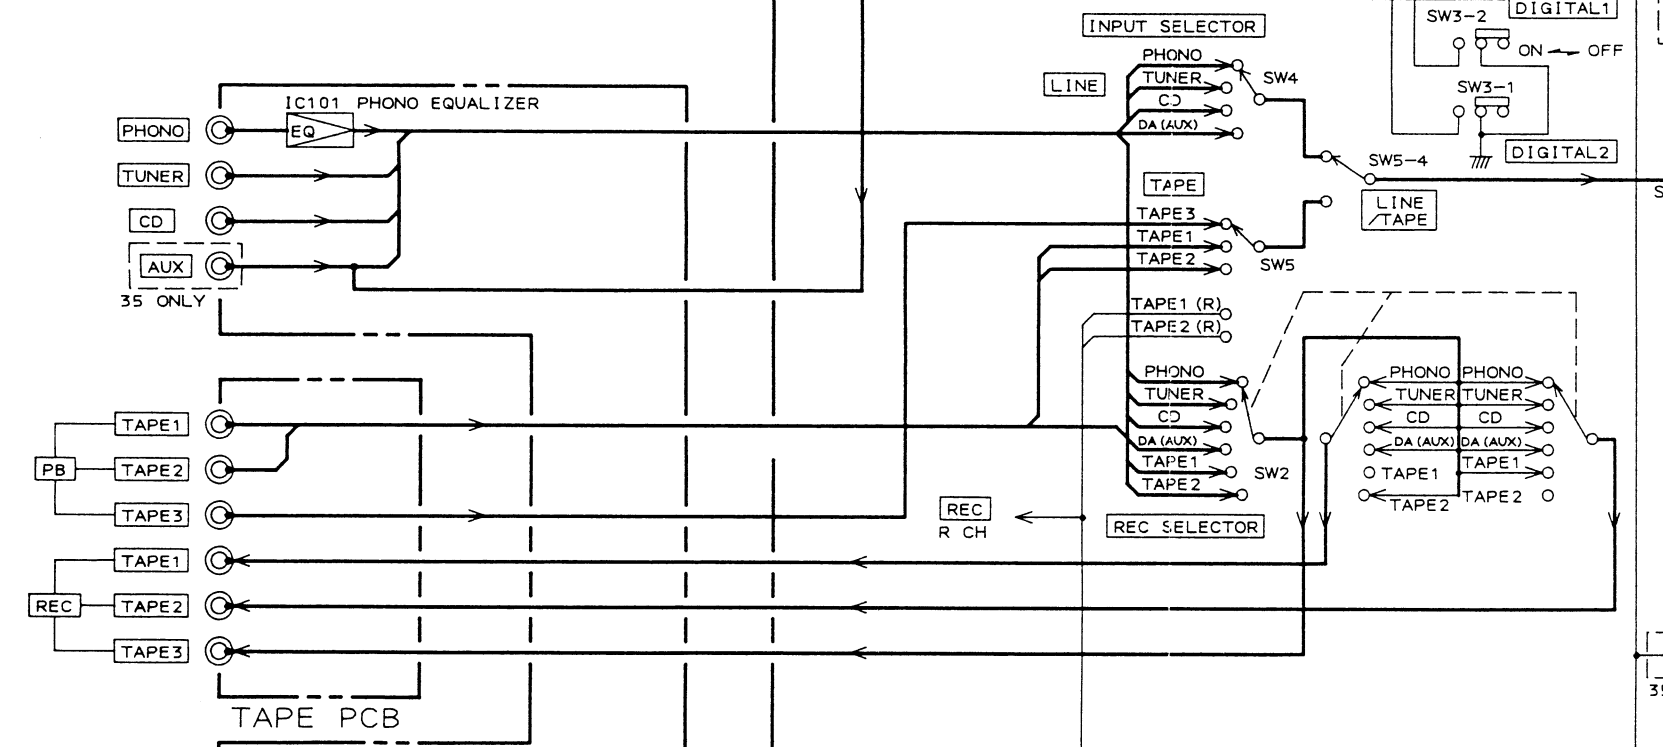 DIGITAL1
SW3-2
ON OFF
SW3-1
DIGITAL2
INPUT SELECTOR
LINE
PHONO
TUNER
CD
DA (AUX)
SW4
SW5-4
LINE
/TAPE
S
IC101 PHONO EQUALIZER
EQ
PHONO
TUNER
CD
AUX
35 ONLY
TAPE
TAPE3
TAPE1
TAPE2
SW5
TAPE1 (R)
TAPE2 (R)
PHONO
TUNER
CD
DA (AUX)
TAPE1
TAPE2
SW2
REC SELECTOR
REC
R CH
PHONO PHONO
TUNER TUNER
CD CD
DA (AUX) DA (AUX)
TAPE1 TAPE1
TAPE2 TAPE2
PB
TAPE1
TAPE2
TAPE3
REC
TAPE1
TAPE2
TAPE3
TAPE PCB